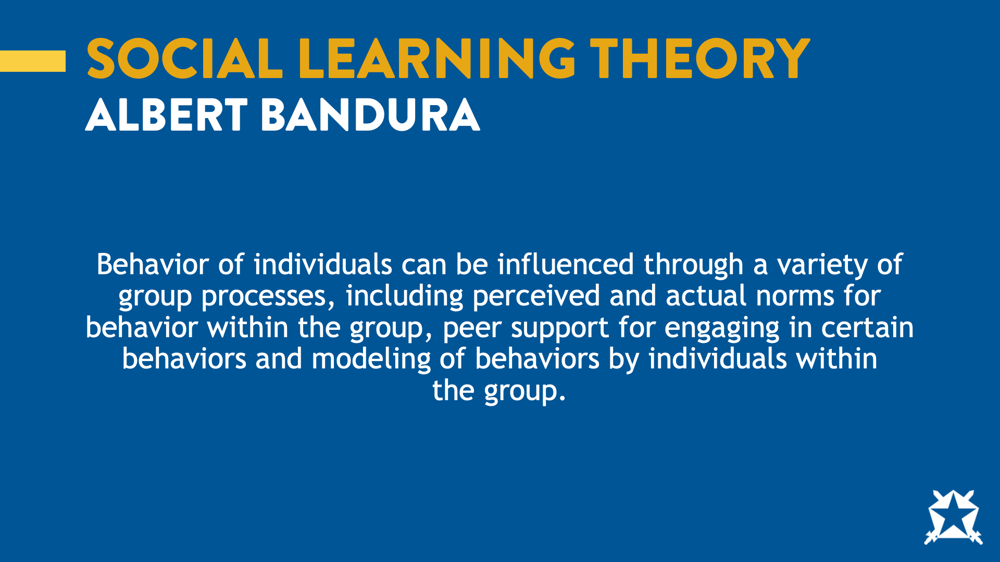 SOCIAL LEARNING THEORY
ALBERT BANDURA
Behavior of individuals can be influenced through a variety of
group processes, including perceived and actual norms for
behavior within the group, peer support for engaging in certain
behaviors and modeling of behaviors by individuals within
the group.